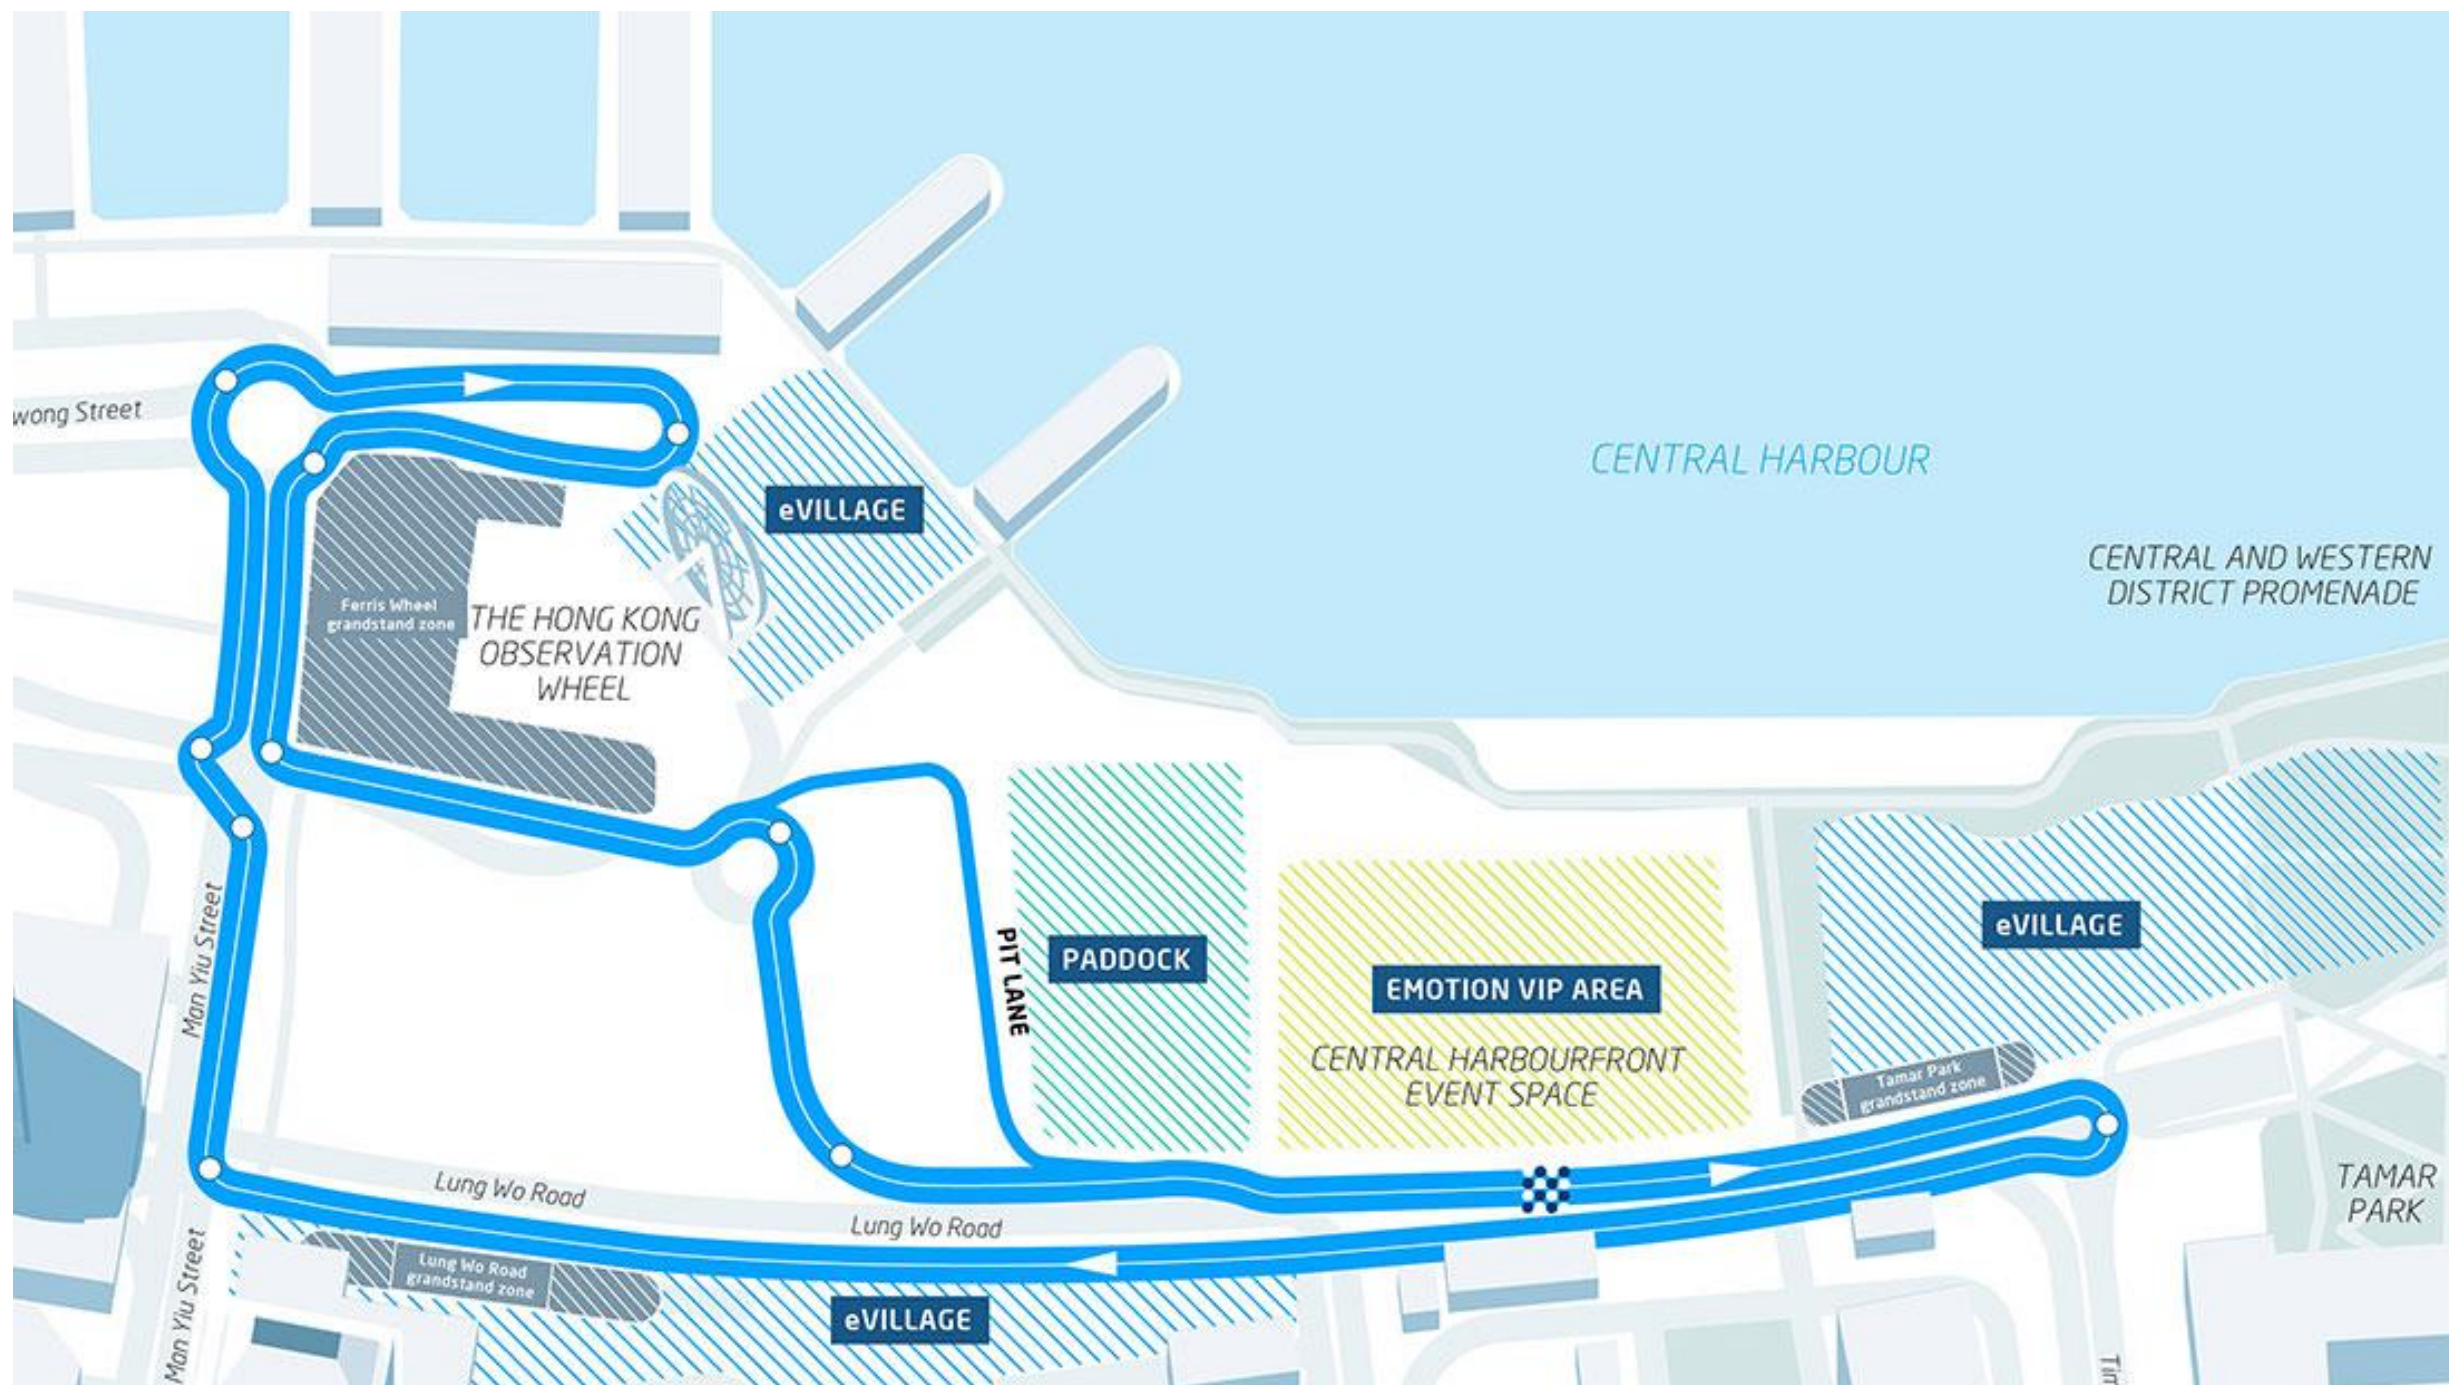 wong Street
eVILLAGE
CENTRAL HARBOUR
CENTRAL AND WESTERN
DISTRICT PROMENADE
Ferris Wheel
grandstand zone
THE HONG KONG
OBSERVATION
WHEEL
Man Yiu Street
PIT LANE
PADDOCK
EMOTION VIP AREA
CENTRAL HARBOURFRONT
EVENT SPACE
eVILLAGE
Tamar Park
grandstand zone
TAMAR
PARK
Lung Wo Road
Lung Wo Road
Man Yiu Street
Lung Wo Road
grandstand zone
eVILLAGE